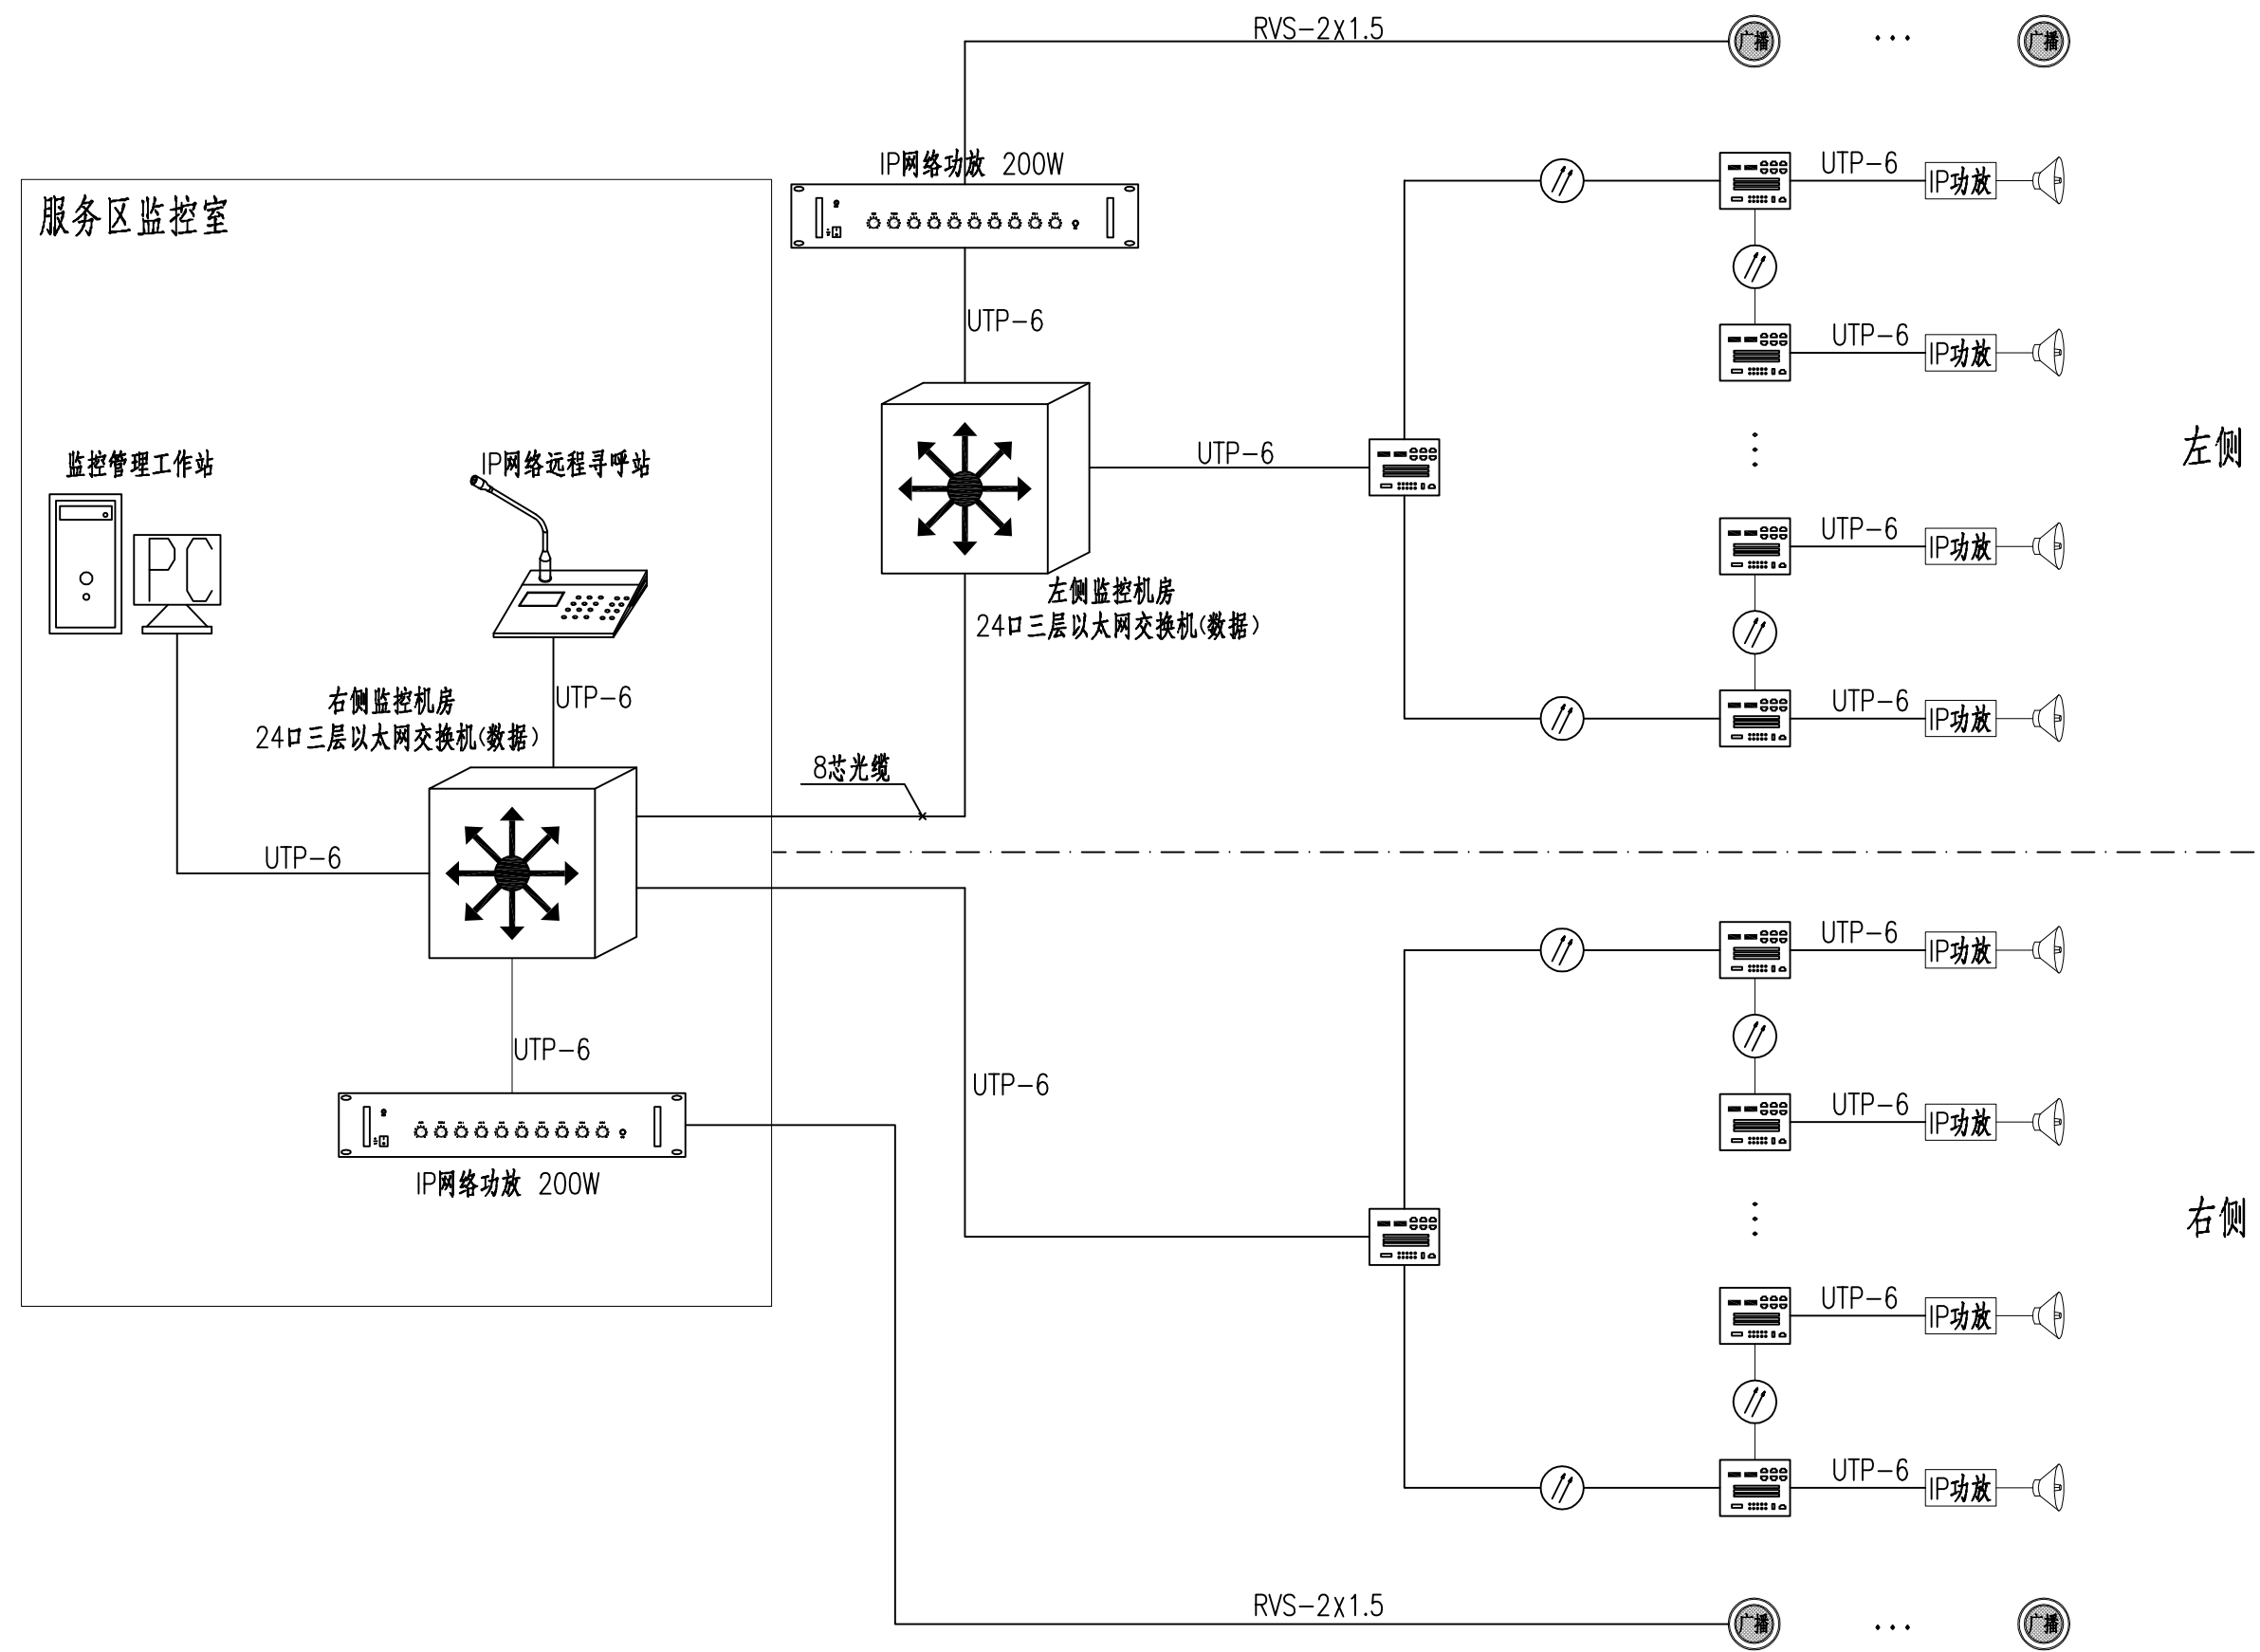 RVS-2x1.5
广播
...
广播
IP网络功放 200W
UTP-6
IP功放
服务区监控室
UTP-6
UTP-6
IP功放
左侧
UTP-6
监控管理工作站
IP网络远程寻呼站
PC
UTP-6
IP功放
左侧监控机房
24口三层以太网交换机(数据)
UTP-6
UTP-6
IP功放
右侧监控机房
24口三层以太网交换机(数据)
8芯光缆
UTP-6
UTP-6
IP功放
UTP-6
UTP-6
UTP-6
IP功放
IP网络功放 200W
右侧
UTP-6
IP功放
UTP-6
IP功放
RVS-2x1.5
广播
...
广播